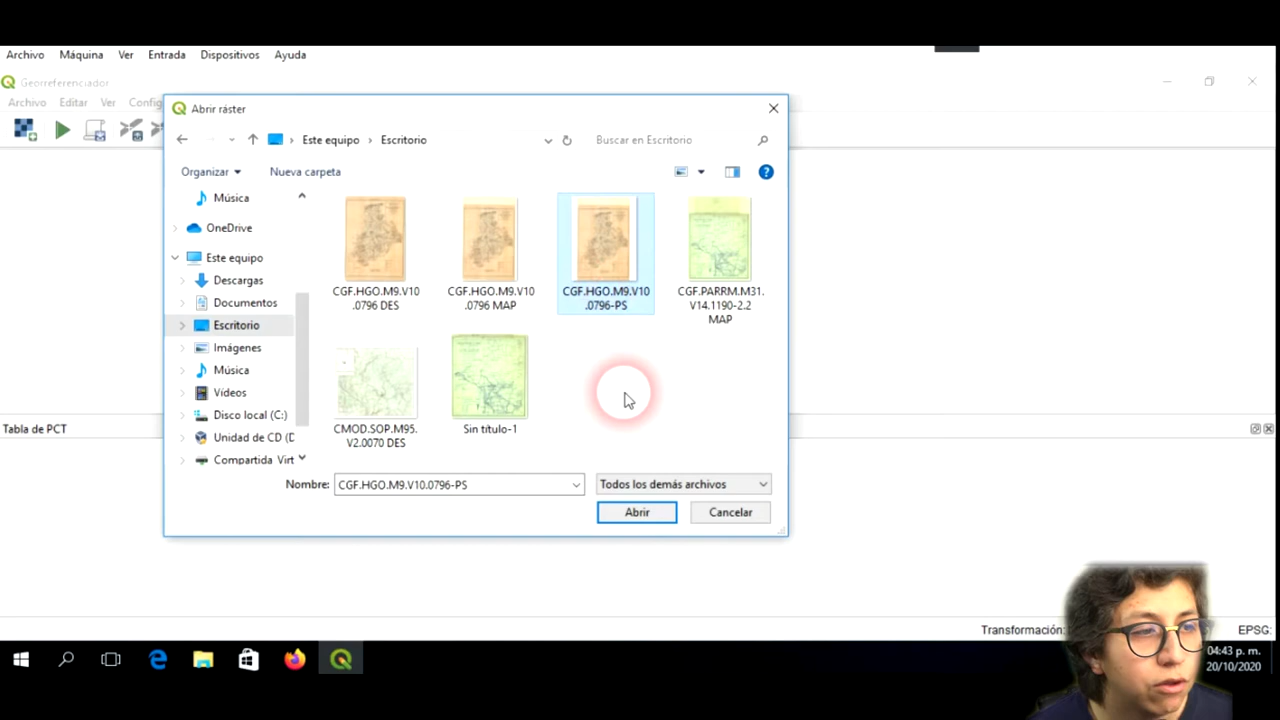 Archivo Máquina Ver Entrada Dispositivos Ayuda
Georreferenciador
Archivo Editar Ver Config
Abrir ráster
Este equipo Escritorio
Buscar en Escritorio
Organizar Nueva carpeta
Música
OneDrive
Este equipo
Descargas
Documentos
Escritorio
Imágenes
Música
Vídeos
Disco local (C:)
Unidad de CD (D
Compartida Virt
CGF.HGO.M9.V10
.0796 DES
CGF.HGO.M9.V10
.0796 MAP
CGF.HGO.M9.V10
.0796-PS
CGF.PARRM.M31.
V14.1190-2.2
MAP
CMOD.SOP.M95.
V2.0070 DES
Sin título-1
Nombre: CGF.HGO.M9.V10.0796-PS
Todos los demás archivos
Abrir Cancelar
Tabla de PCT
Transformación:
EPSG:
04:43 p. m.
20/10/2020